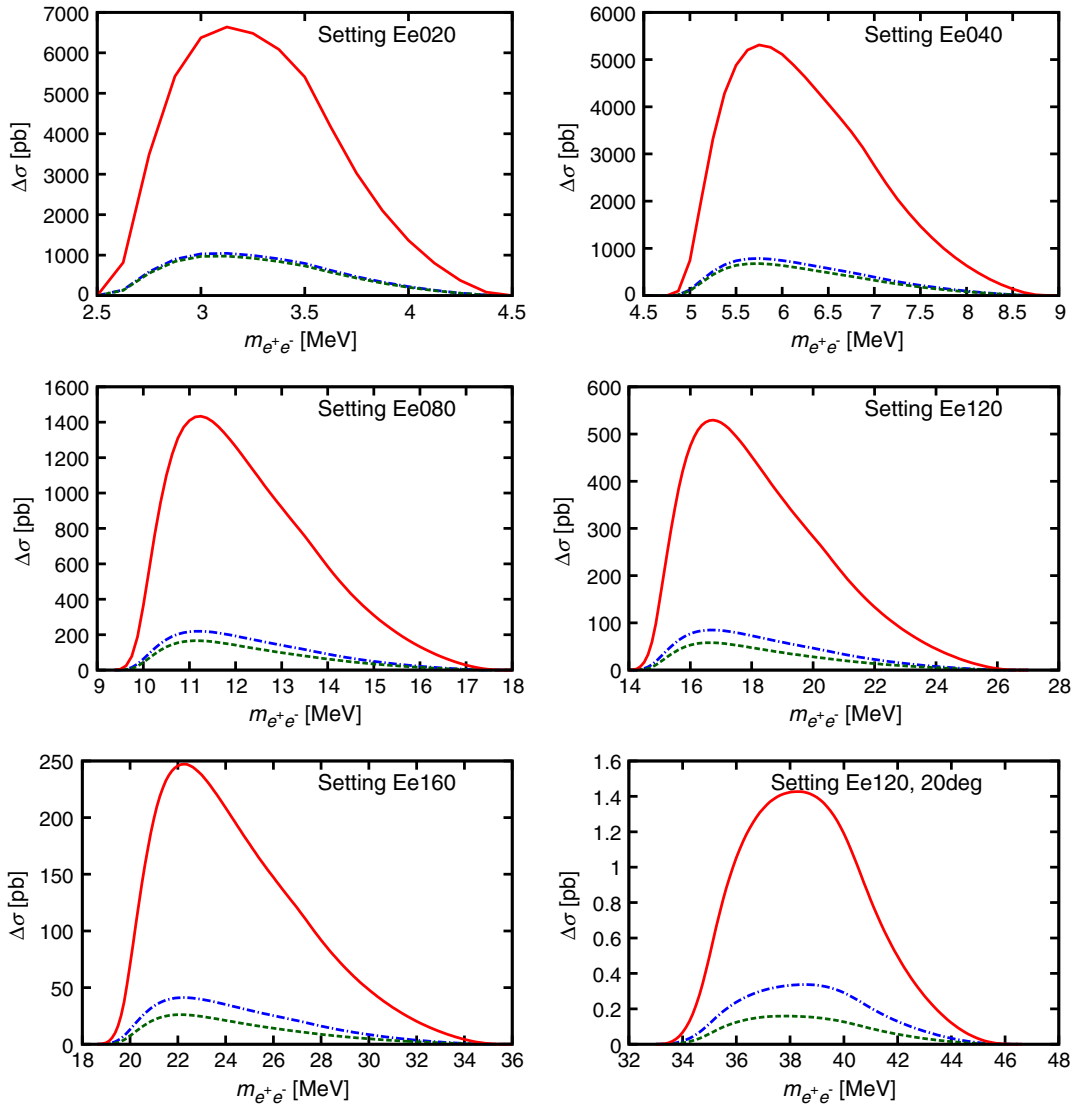 Setting Ee020
Δσ [pb]
7000
6000
5000
4000
3000
2000
1000
0
2.5 3 3.5 4 4.5
m_{e⁺e⁻} [MeV]
Setting Ee040
Δσ [pb]
6000
5000
4000
3000
2000
1000
0
4.5 5 5.5 6 6.5 7 7.5 8 8.5 9
m_{e⁺e⁻} [MeV]
Setting Ee080
Δσ [pb]
1600
1400
1200
1000
800
600
400
200
0
9 10 11 12 13 14 15 16 17 18
m_{e⁺e⁻} [MeV]
Setting Ee120
Δσ [pb]
600
500
400
300
200
100
0
14 16 18 20 22 24 26 28
m_{e⁺e⁻} [MeV]
Setting Ee160
Δσ [pb]
250
200
150
100
50
0
18 20 22 24 26 28 30 32 34 36
m_{e⁺e⁻} [MeV]
Setting Ee120, 20deg
Δσ [pb]
1.6
1.4
1.2
1
0.8
0.6
0.4
0.2
0
32 34 36 38 40 42 44 46 48
m_{e⁺e⁻} [MeV]